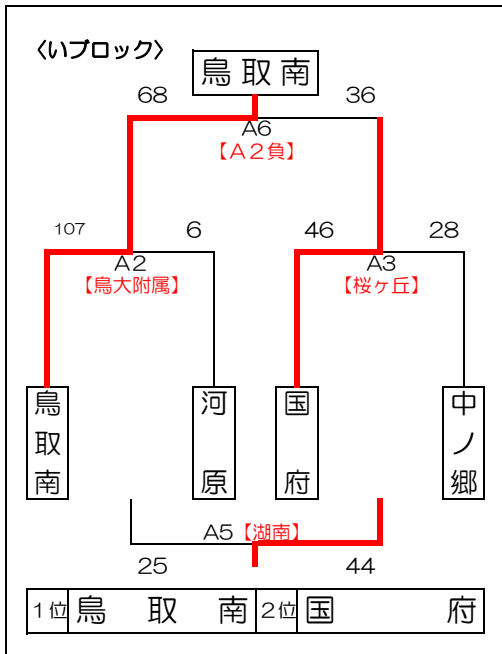 〈いブロック〉
鳥取南
68 36
A6
【A2負】
107 6 46 28
A2 A3
【鳥大附属】 【桜ヶ丘】
鳥取南 河原 国府 中ノ郷
A5【湖南】
25 44
1位 鳥取南 2位 国府